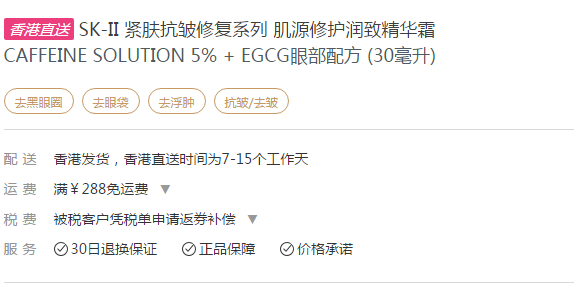 香港直送 SK-II 紧肤抗皱修复系列 肌源修护润致精华霜
CAFFEINE SOLUTION 5% + EGCG眼部配方 (30毫升)
去黑眼圈 去眼袋 去浮肿 抗皱/去皱
配送 香港发货，香港直送时间为7-15个工作天
运费 满¥288免运费 ▼
税费 被税客户凭税单申请返券补偿 ▼
服务 30日退换保证 正品保障 价格承诺